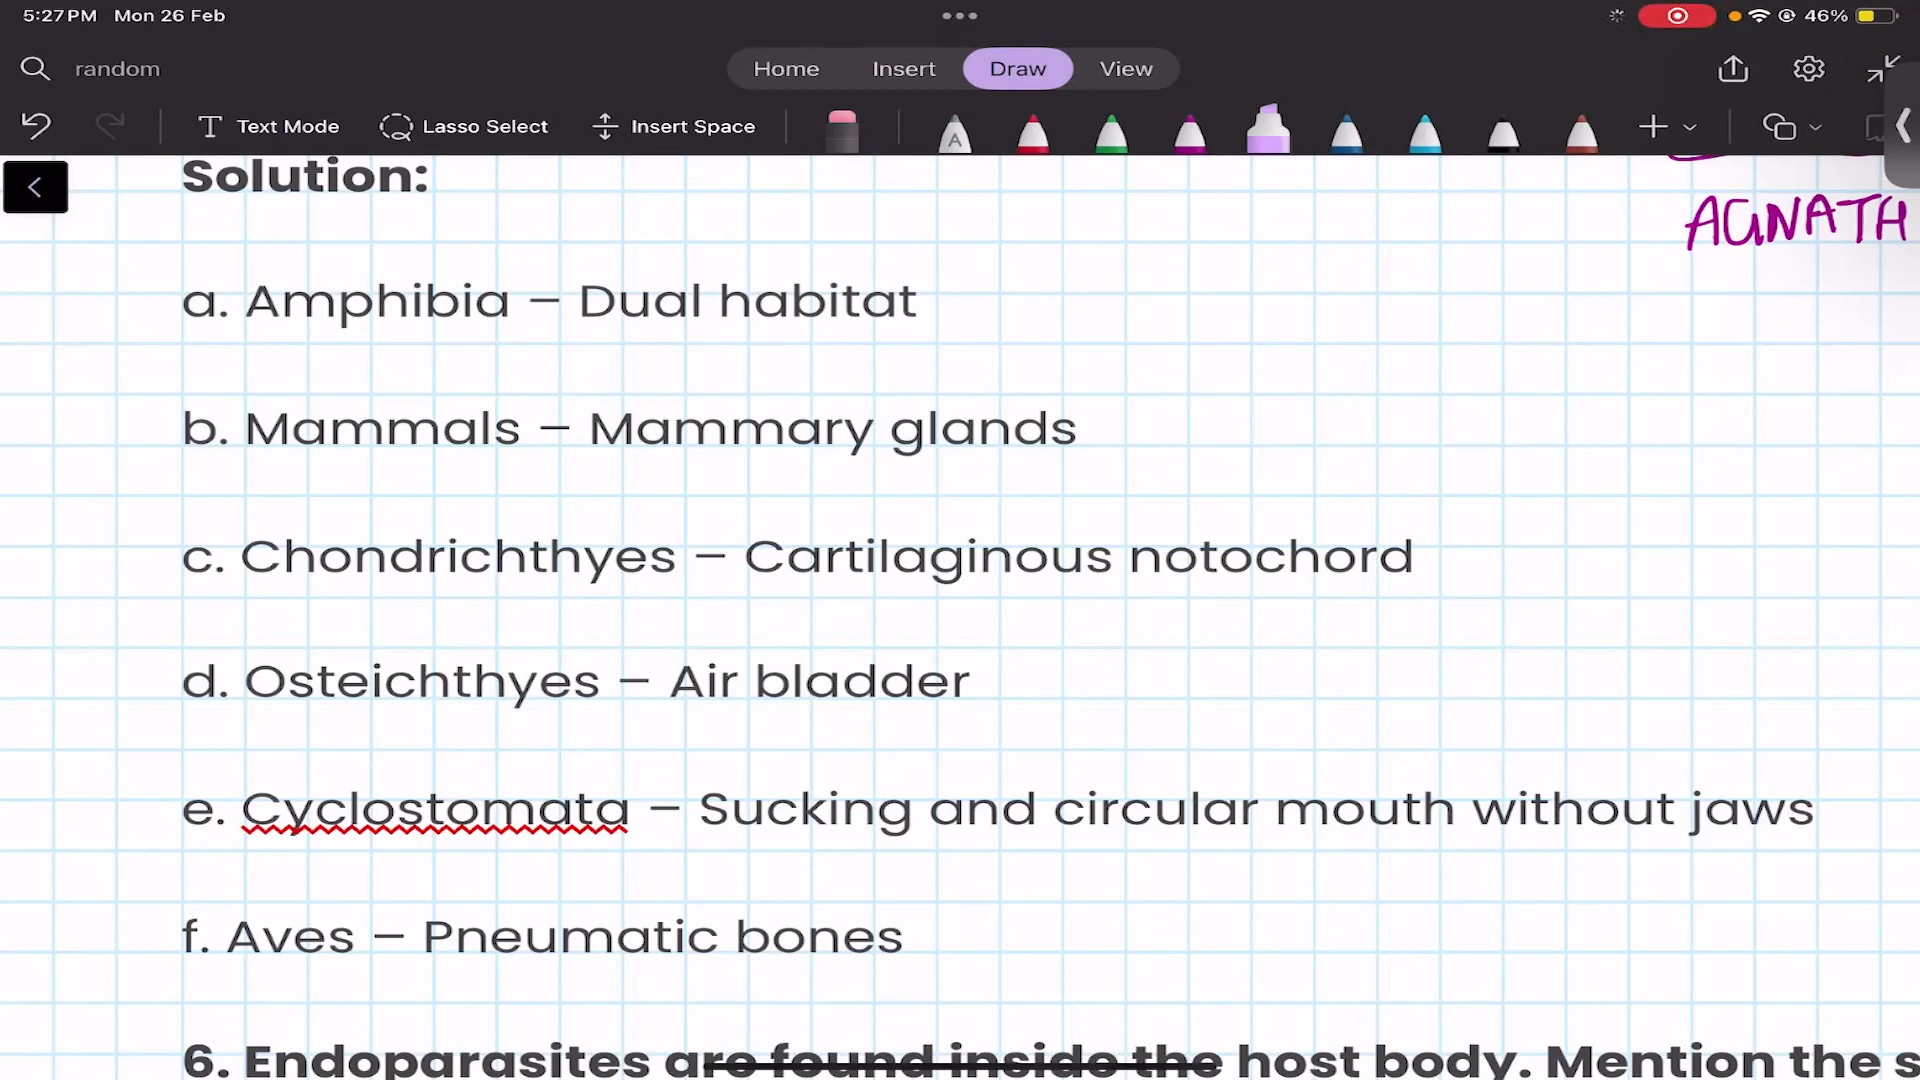 5:27PM Mon 26 Feb
46%
random
Home Insert Draw View
Text Mode Lasso Select Insert Space
A
Solution:
AGNATH
a. Amphibia – Dual habitat
b. Mammals – Mammary glands
c. Chondrichthyes – Cartilaginous notochord
d. Osteichthyes – Air bladder
e. Cyclostomata – Sucking and circular mouth without jaws
f. Aves – Pneumatic bones
6. Endoparasites are found inside the host body. Mention the s